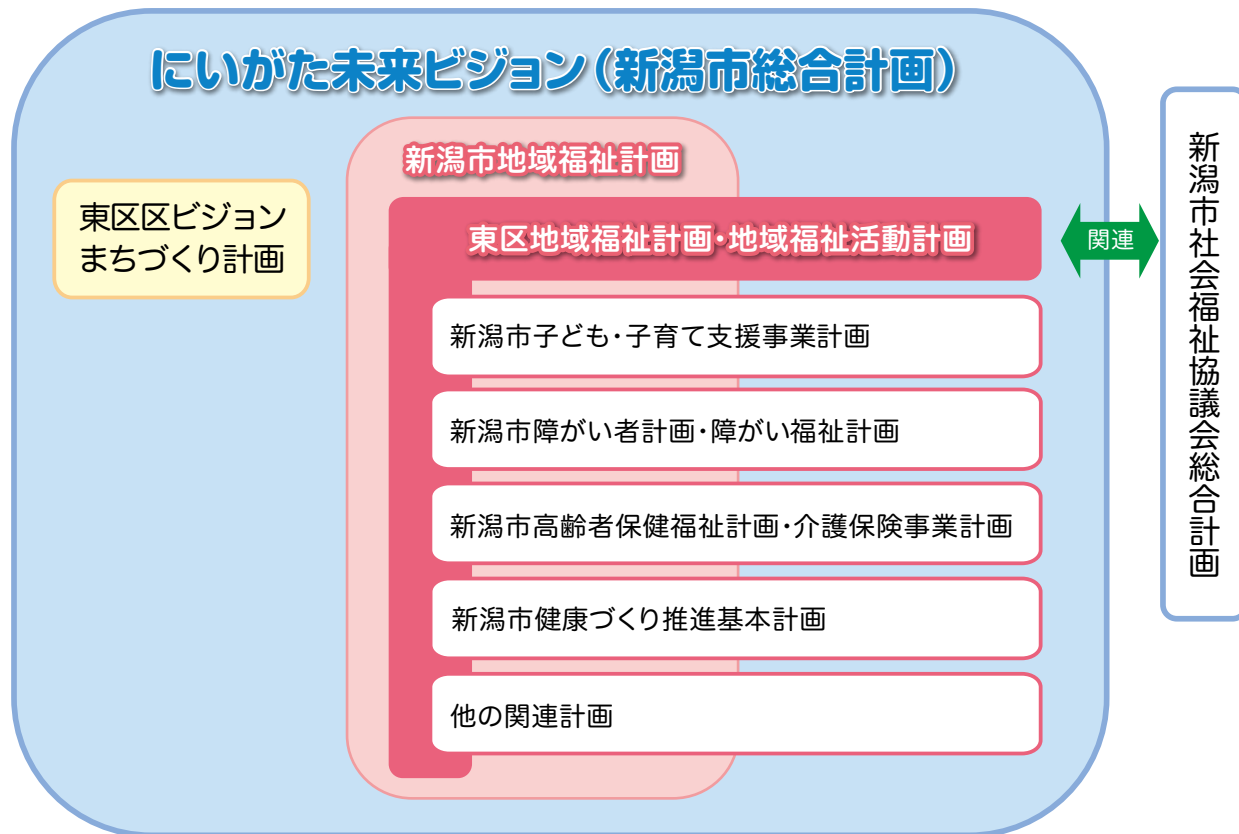 にいがた未来ビジョン(新潟市総合計画)
新潟市地域福祉計画
東区区ビジョン
まちづくり計画
東区地域福祉計画・地域福祉活動計画
関連
新潟市社会福祉協議会総合計画
新潟市子ども・子育て支援事業計画
新潟市障がい者計画・障がい福祉計画
新潟市高齢者保健福祉計画・介護保険事業計画
新潟市健康づくり推進基本計画
他の関連計画